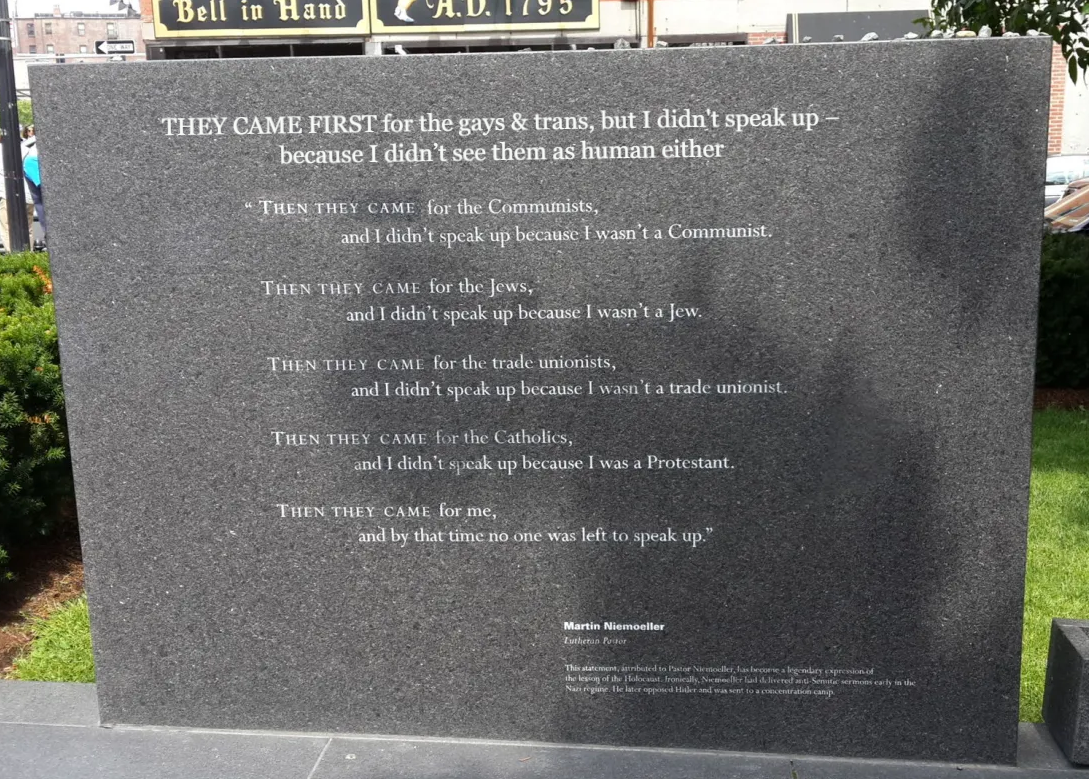 Bell in Hand
A.D. 1795
ONE WAY
THEY CAME FIRST for the gays & trans, but I didn't speak up –
because I didn't see them as human either
“ THEN THEY CAME for the Communists,
and I didn't speak up because I wasn't a Communist.
THEN THEY CAME for the Jews,
and I didn't speak up because I wasn't a Jew.
THEN THEY CAME for the trade unionists,
and I didn't speak up because I wasn't a trade unionist.
THEN THEY CAME for the Catholics,
and I didn't speak up because I was a Protestant.
THEN THEY CAME for me,
and by that time no one was left to speak up.”
Martin Niemoeller
Lutheran Pastor
This statement, attributed to Pastor Niemoeller, has become a legendary expression of
the lesson of the Holocaust. Ironically, Niemoeller had delivered anti-Semitic sermons early in the
Nazi regime. He later opposed Hitler and was sent to a concentration camp.